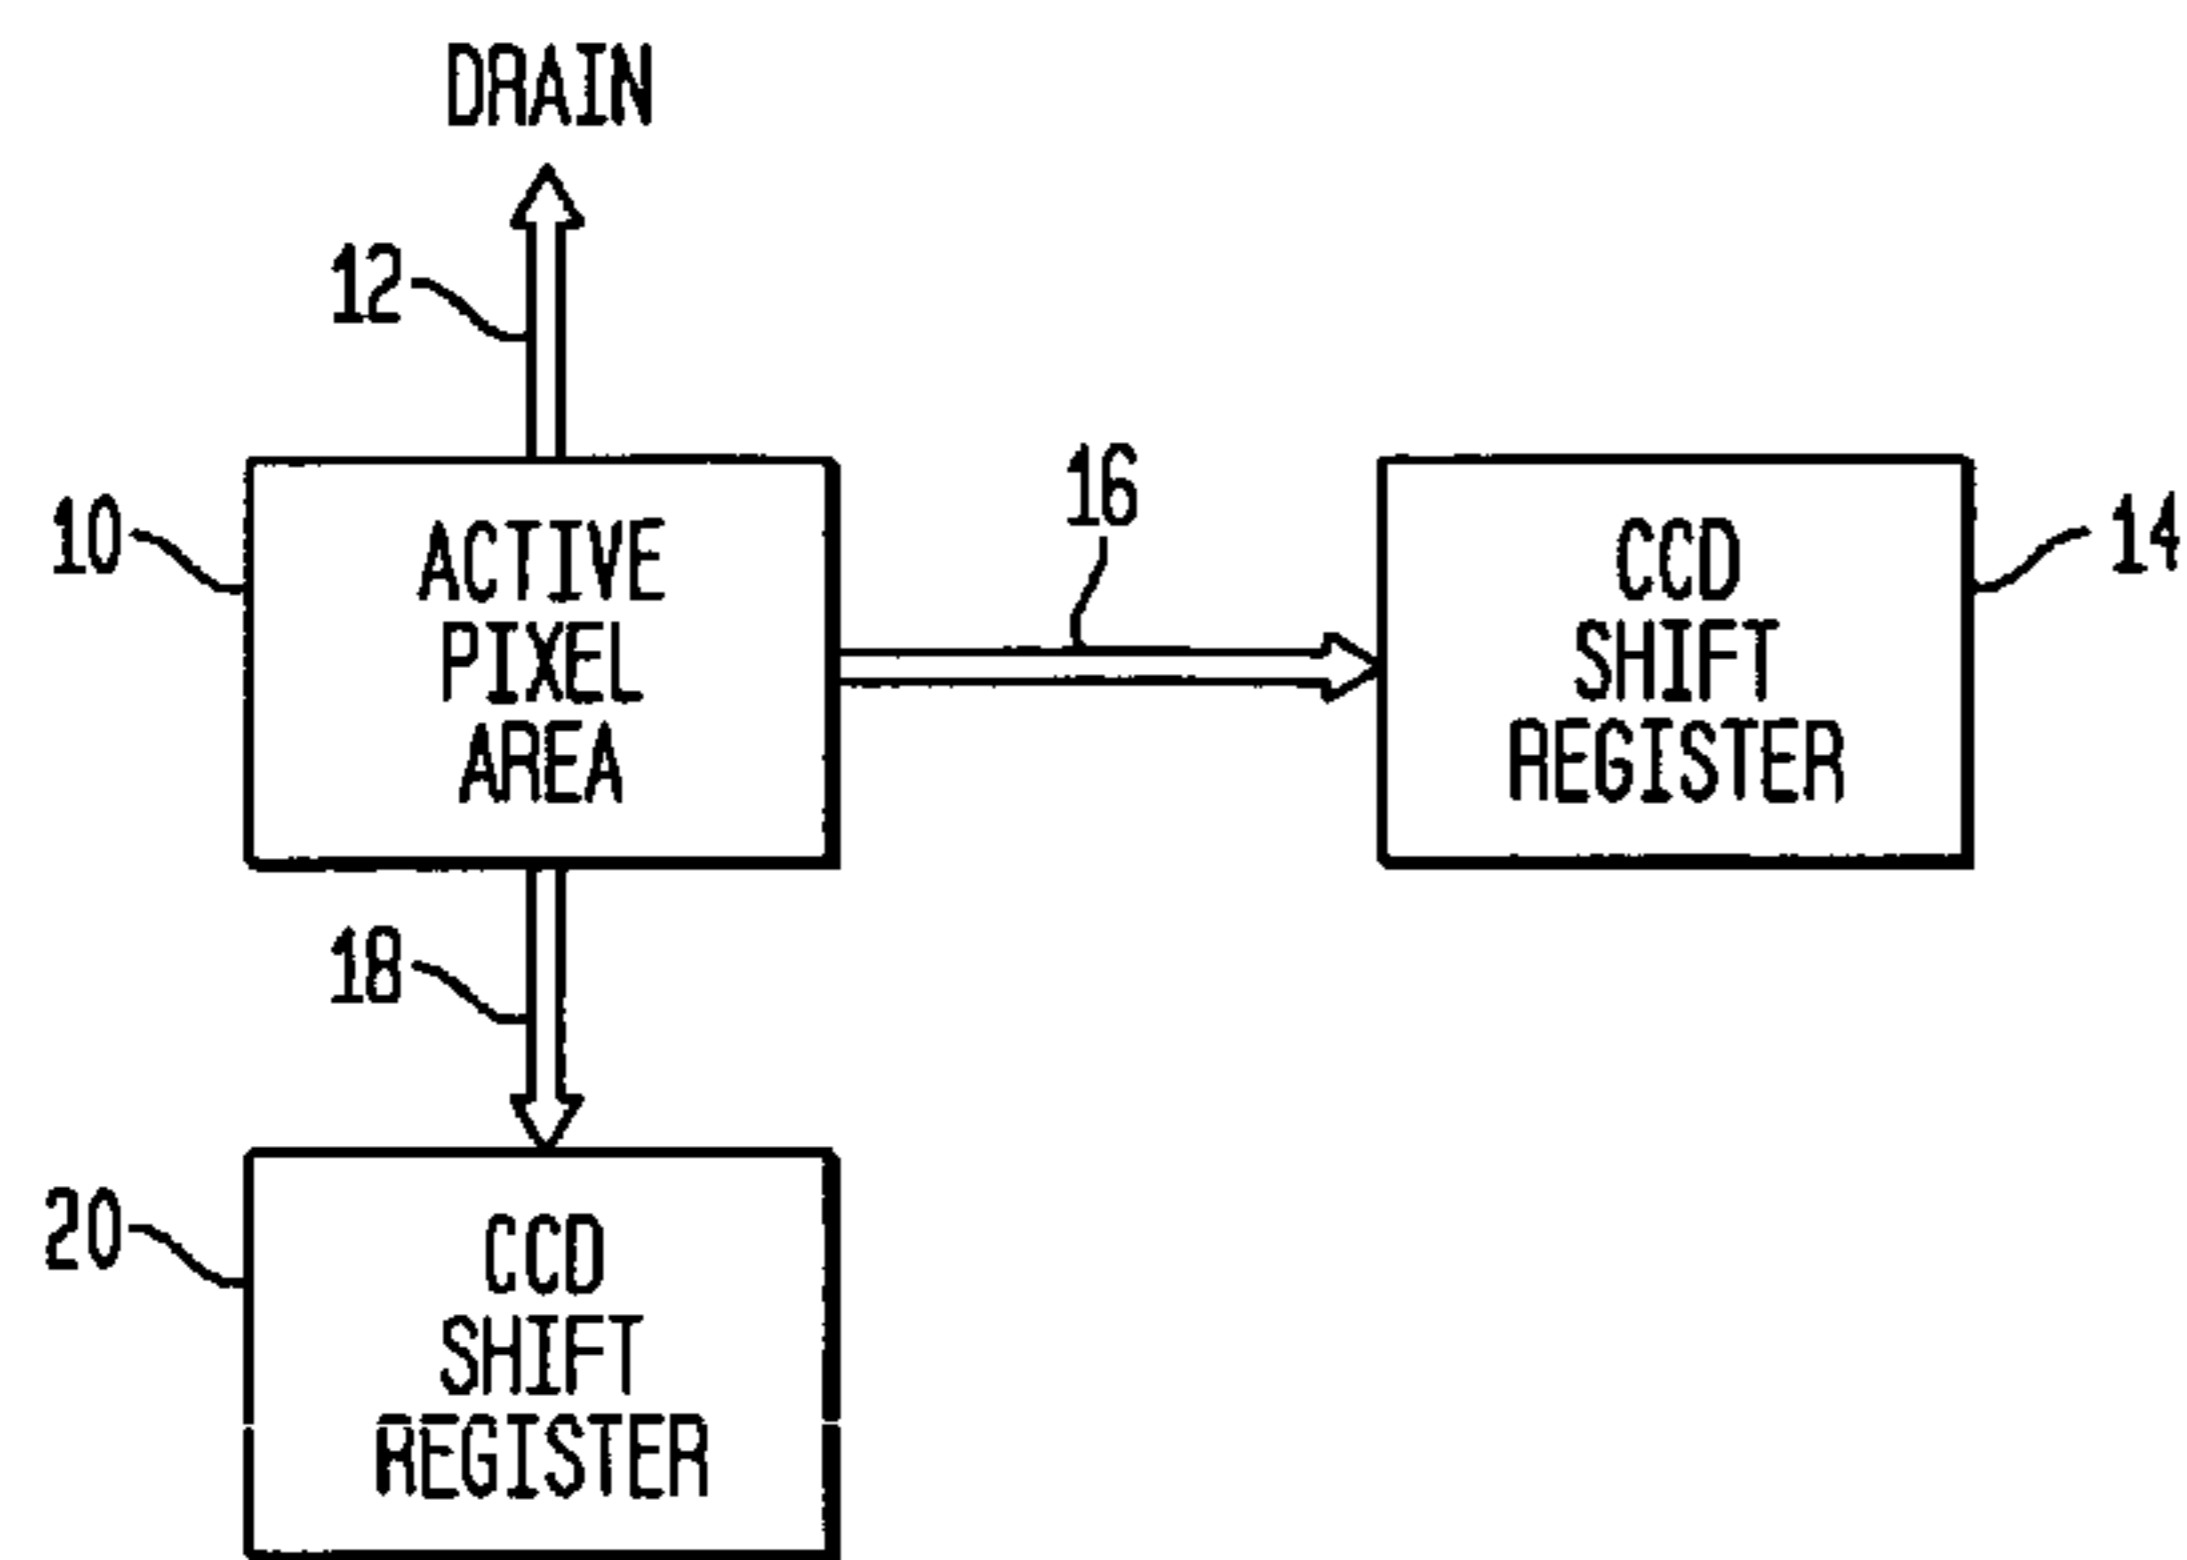 DRAIN
12
10
ACTIVE
PIXEL
AREA
16
CCD
SHIFT
REGISTER
14
18
20
CCD
SHIFT
REGISTER